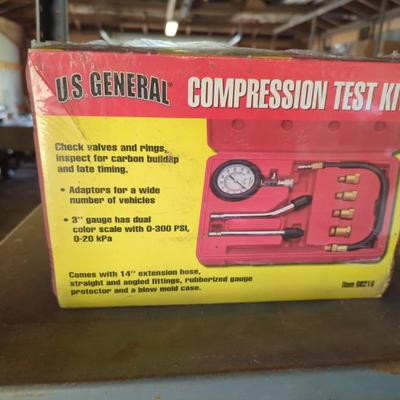 U.S. GENERAL®
COMPRESSION TEST KI
Check valves and rings,
inspect for carbon buildup
and late timing.
• Adaptors for a wide
number of vehicles
• 3" gauge has dual
color scale with 0-300 PSI,
0-20 kPa
Comes with 14" extension hose,
straight and angled fittings, rubberized gauge
protector and a blow mold case.
Item 66216